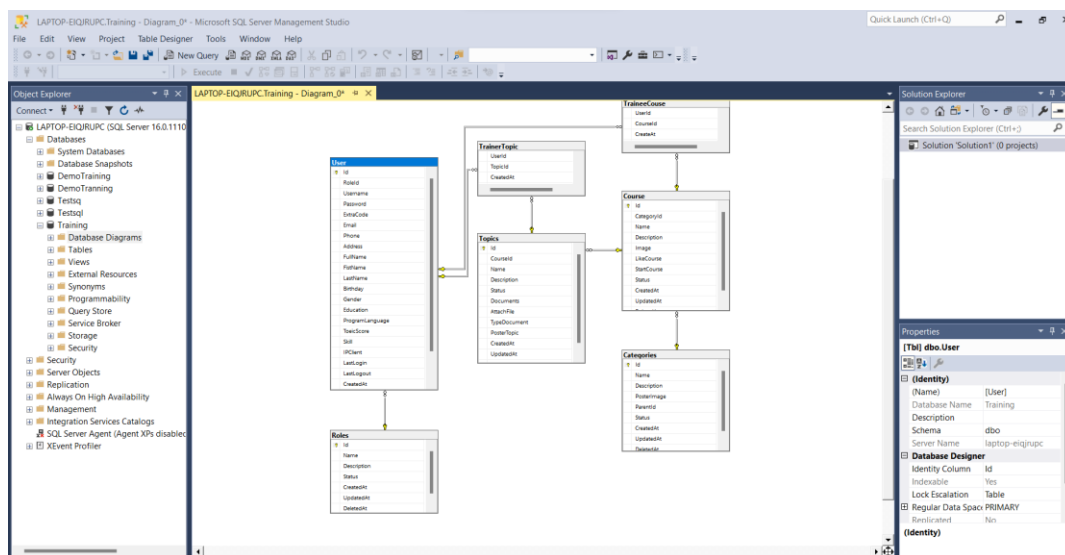 LAPTOP-EIQJRUPC.Training - Diagram_0* - Microsoft SQL Server Management Studio
Quick Launch (Ctrl+Q)
File Edit View Project Table Designer Tools Window Help
New Query
Execute
Object Explorer
Connect
LAPTOP-EIQJRUPC (SQL Server 16.0.1110
Databases
System Databases
Database Snapshots
DemoTraining
DemoTranning
Testsq
Testsql
Training
Database Diagrams
Tables
Views
External Resources
Synonyms
Programmability
Query Store
Service Broker
Storage
Security
Security
Server Objects
Replication
Always On High Availability
Management
Integration Services Catalogs
SQL Server Agent (Agent XPs disabled
XEvent Profiler
LAPTOP-EIQJRUPC.Training - Diagram_0*
User
Id
RoleId
Username
Password
ExtraCode
Email
Phone
Address
FullName
FistName
LastName
Birthday
Gender
Education
ProgramLanguage
ToeicScore
Skill
IPClient
LastLogin
LastLogout
CreatedAt
Roles
Id
Name
Description
Status
CreatedAt
UpdatedAt
DeletedAt
TrainerTopic
UserId
TopicId
CreatedAt
Topics
Id
CourseId
Name
Description
Status
Documents
AttachFile
TypeDocument
PosterTopic
CreatedAt
UpdatedAt
TraineeCouse
UserId
CourseId
CreateAt
Course
Id
CategoryId
Name
Description
Image
LikeCourse
StartCourse
Status
CreatedAt
UpdatedAt
Categories
Id
Name
Description
PosterImage
ParentId
Status
CreatedAt
UpdatedAt
DeletedAt
Solution Explorer
Search Solution Explorer (Ctrl+;)
Solution 'Solution1' (0 projects)
Properties
[Tbl] dbo.User
(Identity)
(Name) [User]
Database Name Training
Description
Schema dbo
Server Name laptop-eiqjrupc
Database Designer
Identity Column Id
Indexable Yes
Lock Escalation Table
Regular Data Space PRIMARY
Replicated No
(Identity)